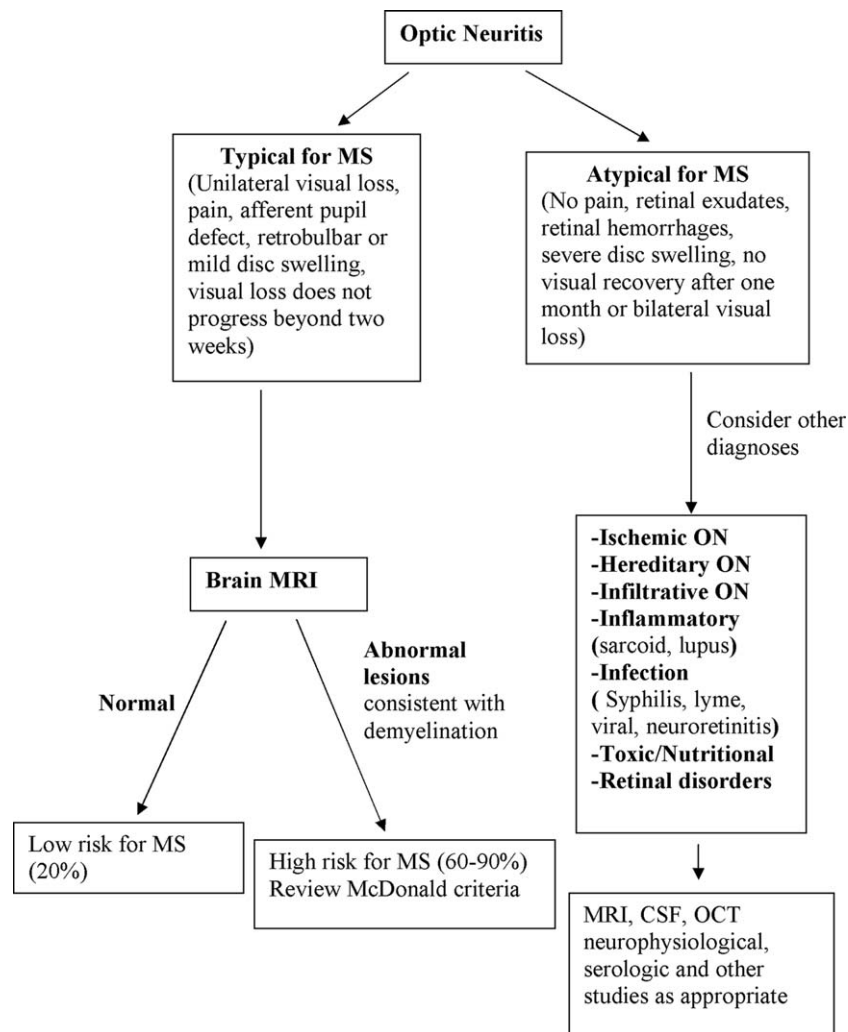 Optic Neuritis
Typical for MS
(Unilateral visual loss,
pain, afferent pupil
defect, retrobulbar or
mild disc swelling,
visual loss does not
progress beyond two
weeks)
Atypical for MS
(No pain, retinal exudates,
retinal hemorrhages,
severe disc swelling, no
visual recovery after one
month or bilateral visual
loss)
Consider other
diagnoses
Brain MRI
-Ischemic ON
-Hereditary ON
-Infiltrative ON
-Inflammatory
(sarcoid, lupus)
-Infection
( Syphilis, lyme,
viral, neuroretinitis)
-Toxic/Nutritional
-Retinal disorders
Normal
Abnormal
lesions
consistent with
demyelination
Low risk for MS
(20%)
High risk for MS (60-90%)
Review McDonald criteria
MRI, CSF, OCT
neurophysiological,
serologic and other
studies as appropriate